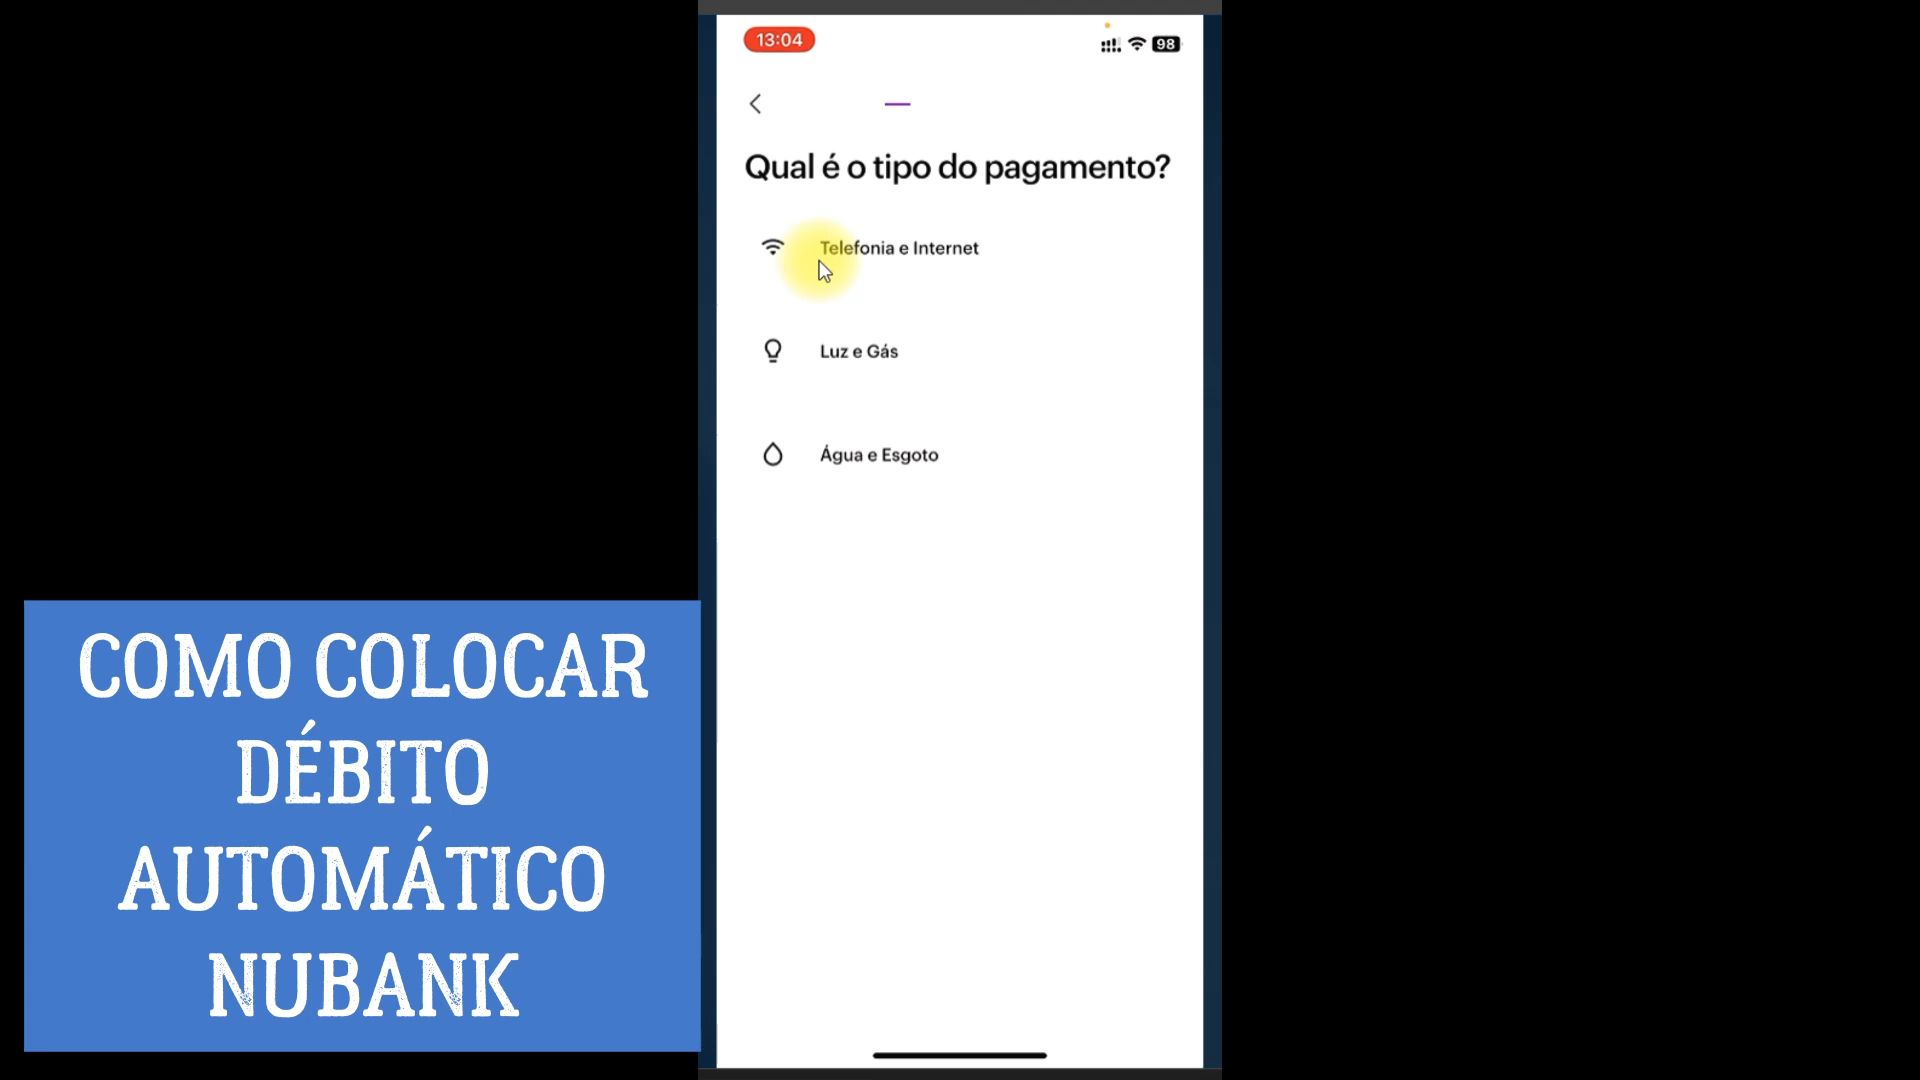 13:04
98
Qual é o tipo do pagamento?
Telefonia e Internet
Luz e Gás
Água e Esgoto
COMO COLOCAR
DÉBITO
AUTOMÁTICO
NUBANK